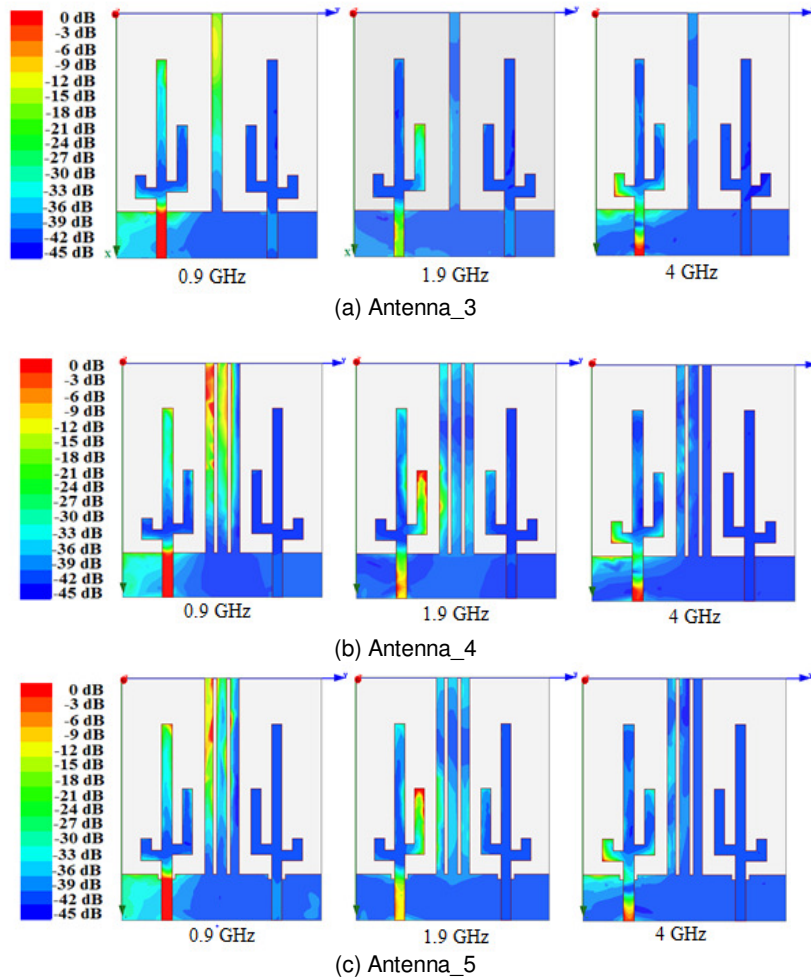 0 dB
-3 dB
-6 dB
-9 dB
-12 dB
-15 dB
-18 dB
-21 dB
-24 dB
-27 dB
-30 dB
-33 dB
-36 dB
-39 dB
-42 dB
-45 dB
Y
X
0.9 GHz
1.9 GHz
4 GHz
(a) Antenna_3
0 dB
-3 dB
-6 dB
-9 dB
-12 dB
-15 dB
-18 dB
-21 dB
-24 dB
-27 dB
-30 dB
-33 dB
-36 dB
-39 dB
-42 dB
-45 dB
0.9 GHz
1.9 GHz
4 GHz
(b) Antenna_4
0 dB
-3 dB
-6 dB
-9 dB
-12 dB
-15 dB
-18 dB
-21 dB
-24 dB
-27 dB
-30 dB
-33 dB
-36 dB
-39 dB
-42 dB
-45 dB
0.9 GHz
1.9 GHz
4 GHz
(c) Antenna_5